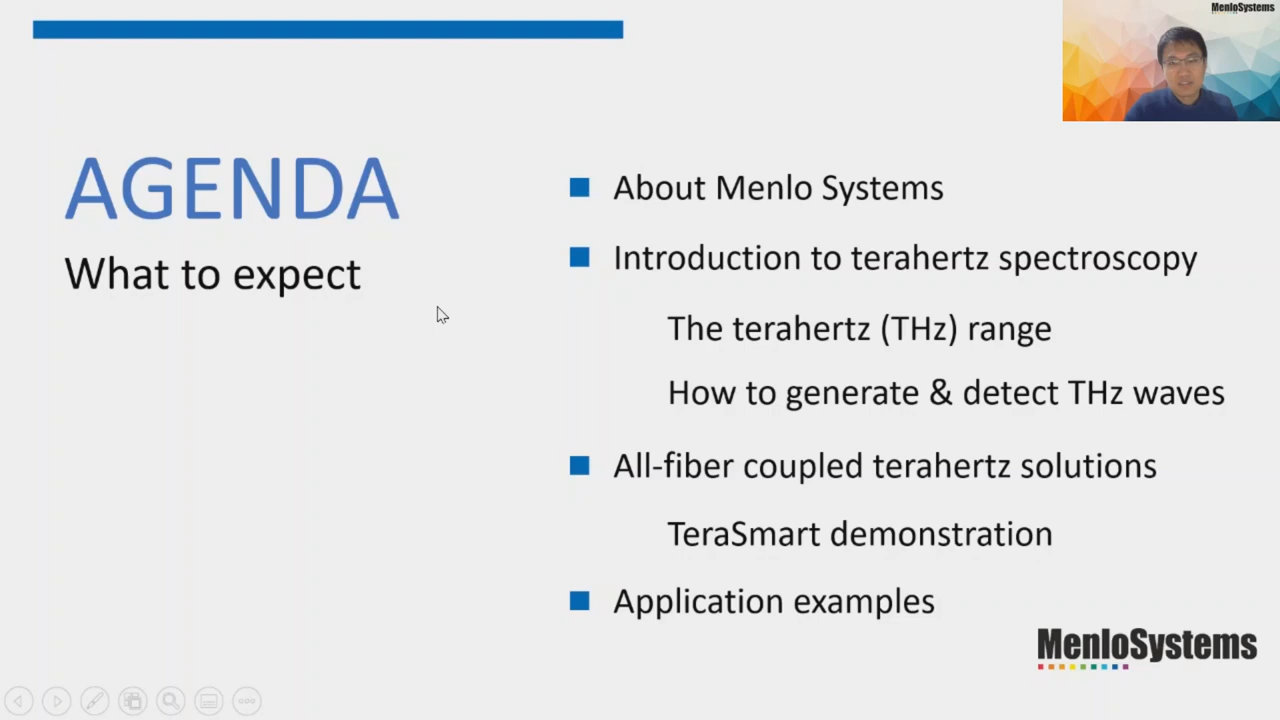 MenloSystems
AGENDA
What to expect
About Menlo Systems
Introduction to terahertz spectroscopy
The terahertz (THz) range
How to generate & detect THz waves
All-fiber coupled terahertz solutions
TeraSmart demonstration
Application examples
MenloSystems